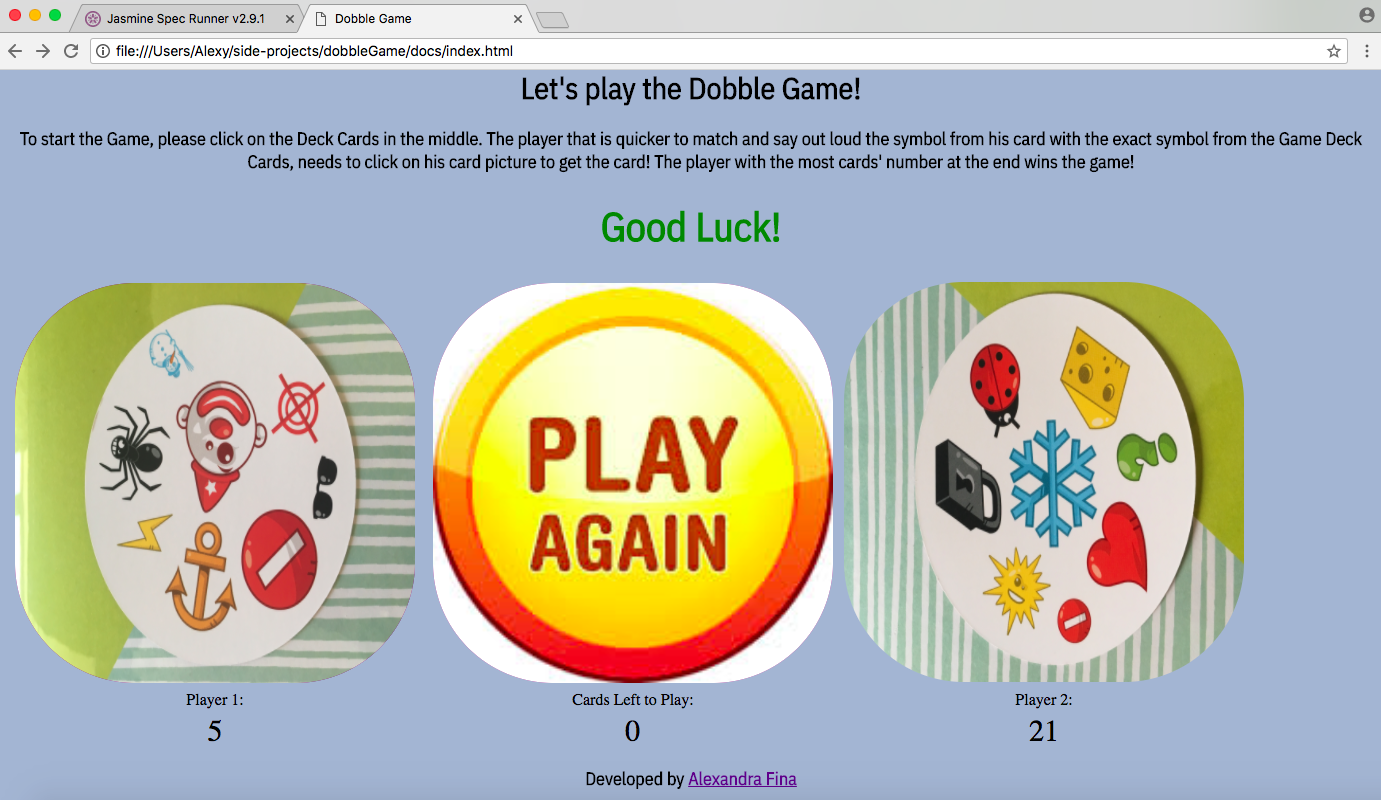 Jasmine Spec Runner v2.9.1
Dobble Game
file:///Users/Alexy/side-projects/dobbleGame/docs/index.html
Let's play the Dobble Game!
To start the Game, please click on the Deck Cards in the middle. The player that is quicker to match and say out loud the symbol from his card with the exact symbol from the Game Deck
Cards, needs to click on his card picture to get the card! The player with the most cards' number at the end wins the game!
Good Luck!
PLAY
AGAIN
Player 1:
5
Cards Left to Play:
0
Player 2:
21
Developed by Alexandra Fina